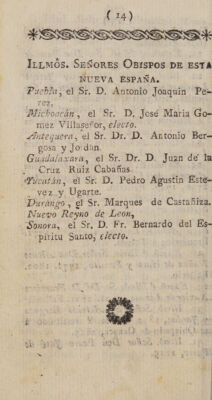 ( 14 )
ILLMÔS. SEÑORES OBISPOS DE ESTA
NUEVA ESPAÑA.
Puebla, el Sr. D. Antonio Joaquin Pe-
rez.
Michoacán, el Sr. D. José Maria Go-
mez Villaseñor, electo.
Antequera, el Sr. Dr. D. Antonio Ber-
gosa y Jordan.
Guadalaxara, el Sr. Dr. D. Juan de la
Cruz Ruiz Cabañas.
Yucatán, el Sr. D. Pedro Agustin Este-
vez y Ugarte.
Durango, el Sr. Marques de Castañiza.
Nuevo Reyno de Leon,
Sonora, el Sr. D. Fr. Bernardo del Es-
píritu Santo, electo.